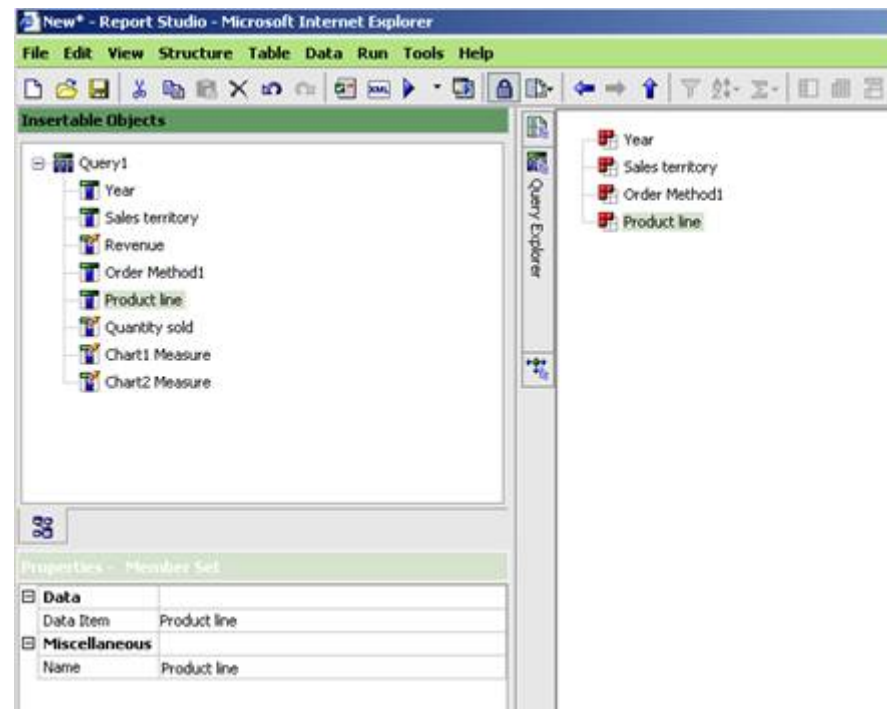 New* - Report Studio - Microsoft Internet Explorer
File Edit View Structure Table Data Run Tools Help
Insertable Objects
Query1
Year
Sales territory
Revenue
Order Method1
Product line
Quantity sold
Chart1 Measure
Chart2 Measure
Query Explorer
Year
Sales territory
Order Method1
Product line
Properties - Member Set
Data
Data Item Product line
Miscellaneous
Name Product line